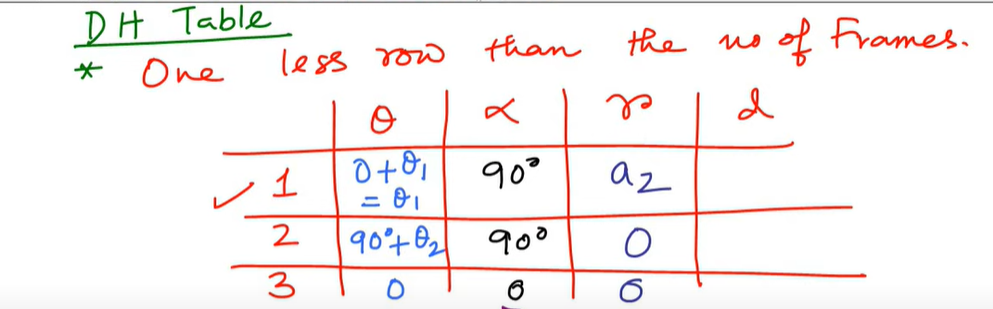 DH Table
* One less row than the no of Frames.
θ α r d
✓ 1 0+θ₁ 90° a₂
= θ₁
2 90°+θ₂ 90° 0
3 0 0 0